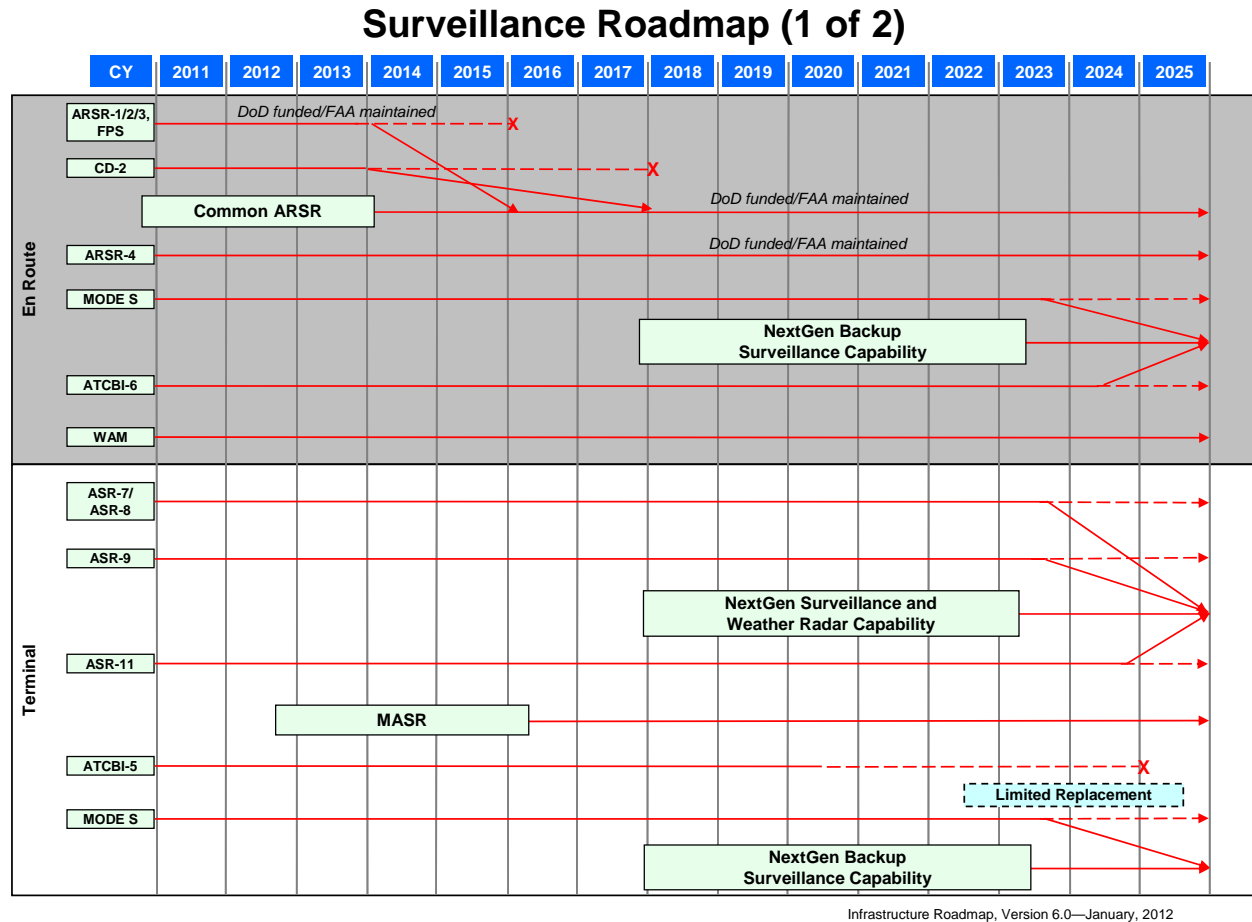 Surveillance Roadmap (1 of 2)
CY 2011 2012 2013 2014 2015 2016 2017 2018 2019 2020 2021 2022 2023 2024 2025
En Route
ARSR-1/2/3,
FPS
DoD funded/FAA maintained
X
CD-2
X
Common ARSR
DoD funded/FAA maintained
ARSR-4
DoD funded/FAA maintained
MODE S
NextGen Backup
Surveillance Capability
ATCBI-6
WAM
Terminal
ASR-7/
ASR-8
ASR-9
NextGen Surveillance and
Weather Radar Capability
ASR-11
MASR
ATCBI-5
X
Limited Replacement
MODE S
NextGen Backup
Surveillance Capability
Infrastructure Roadmap, Version 6.0—January, 2012